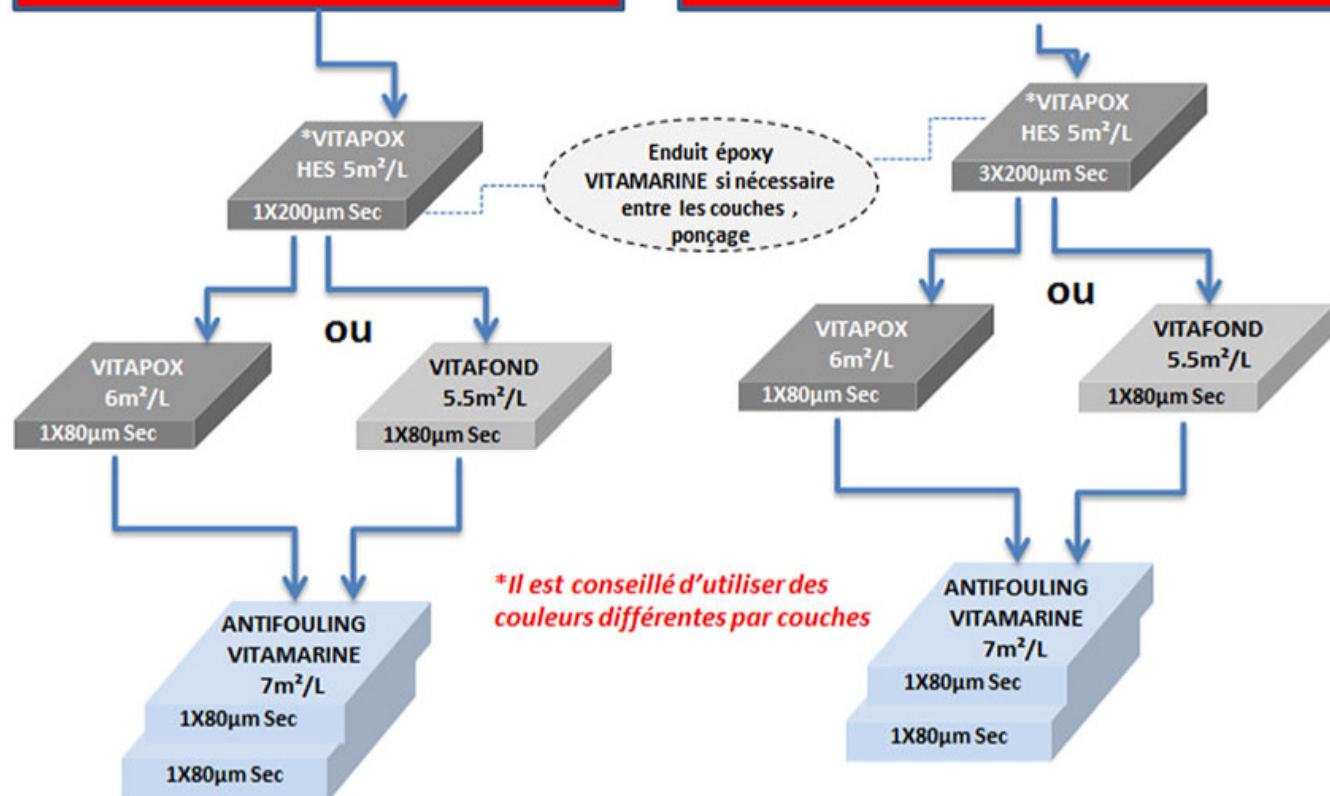 *VITAPOX
HES 5m²/L
1X200µm Sec
Enduit époxy
VITAMARINE si nécessaire
entre les couches ,
ponçage
*VITAPOX
HES 5m²/L
3X200µm Sec
ou
VITAPOX
6m²/L
1X80µm Sec
VITAFOND
5.5m²/L
1X80µm Sec
ou
VITAPOX
6m²/L
1X80µm Sec
VITAFOND
5.5m²/L
1X80µm Sec
*Il est conseillé d'utiliser des
couleurs différentes par couches
ANTIFOULING
VITAMARINE
7m²/L
1X80µm Sec
1X80µm Sec
ANTIFOULING
VITAMARINE
7m²/L
1X80µm Sec
1X80µm Sec